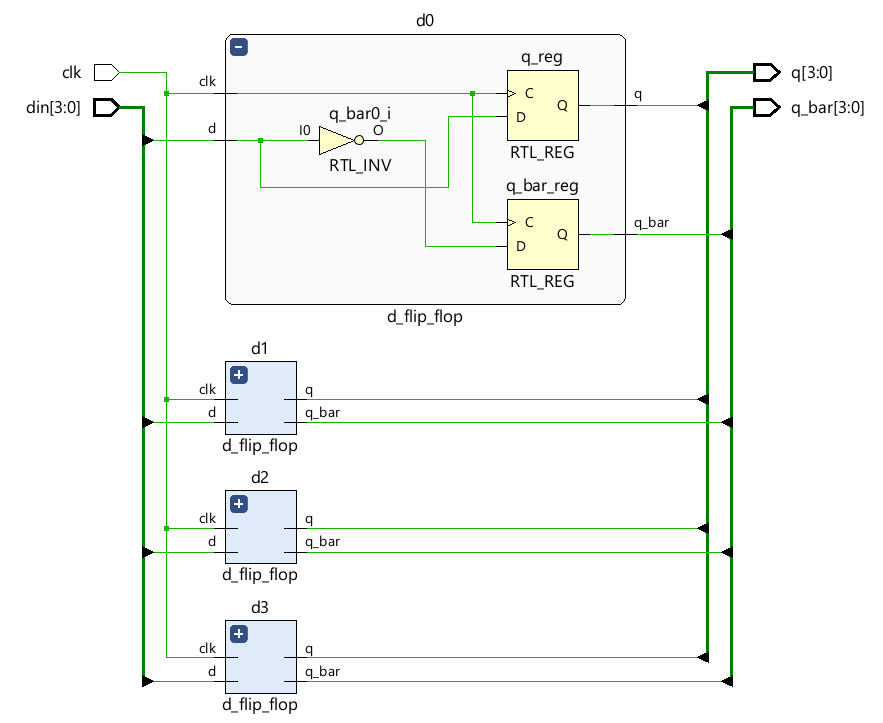 d0
clk
din[3:0]
clk
d
I0
q_bar0_i
O
RTL_INV
q_reg
C
D
Q
RTL_REG
q_bar_reg
C
D
Q
RTL_REG
q
q_bar
q[3:0]
q_bar[3:0]
d_flip_flop
d1
clk
d
q
q_bar
d_flip_flop
d2
clk
d
q
q_bar
d_flip_flop
d3
clk
d
q
q_bar
d_flip_flop